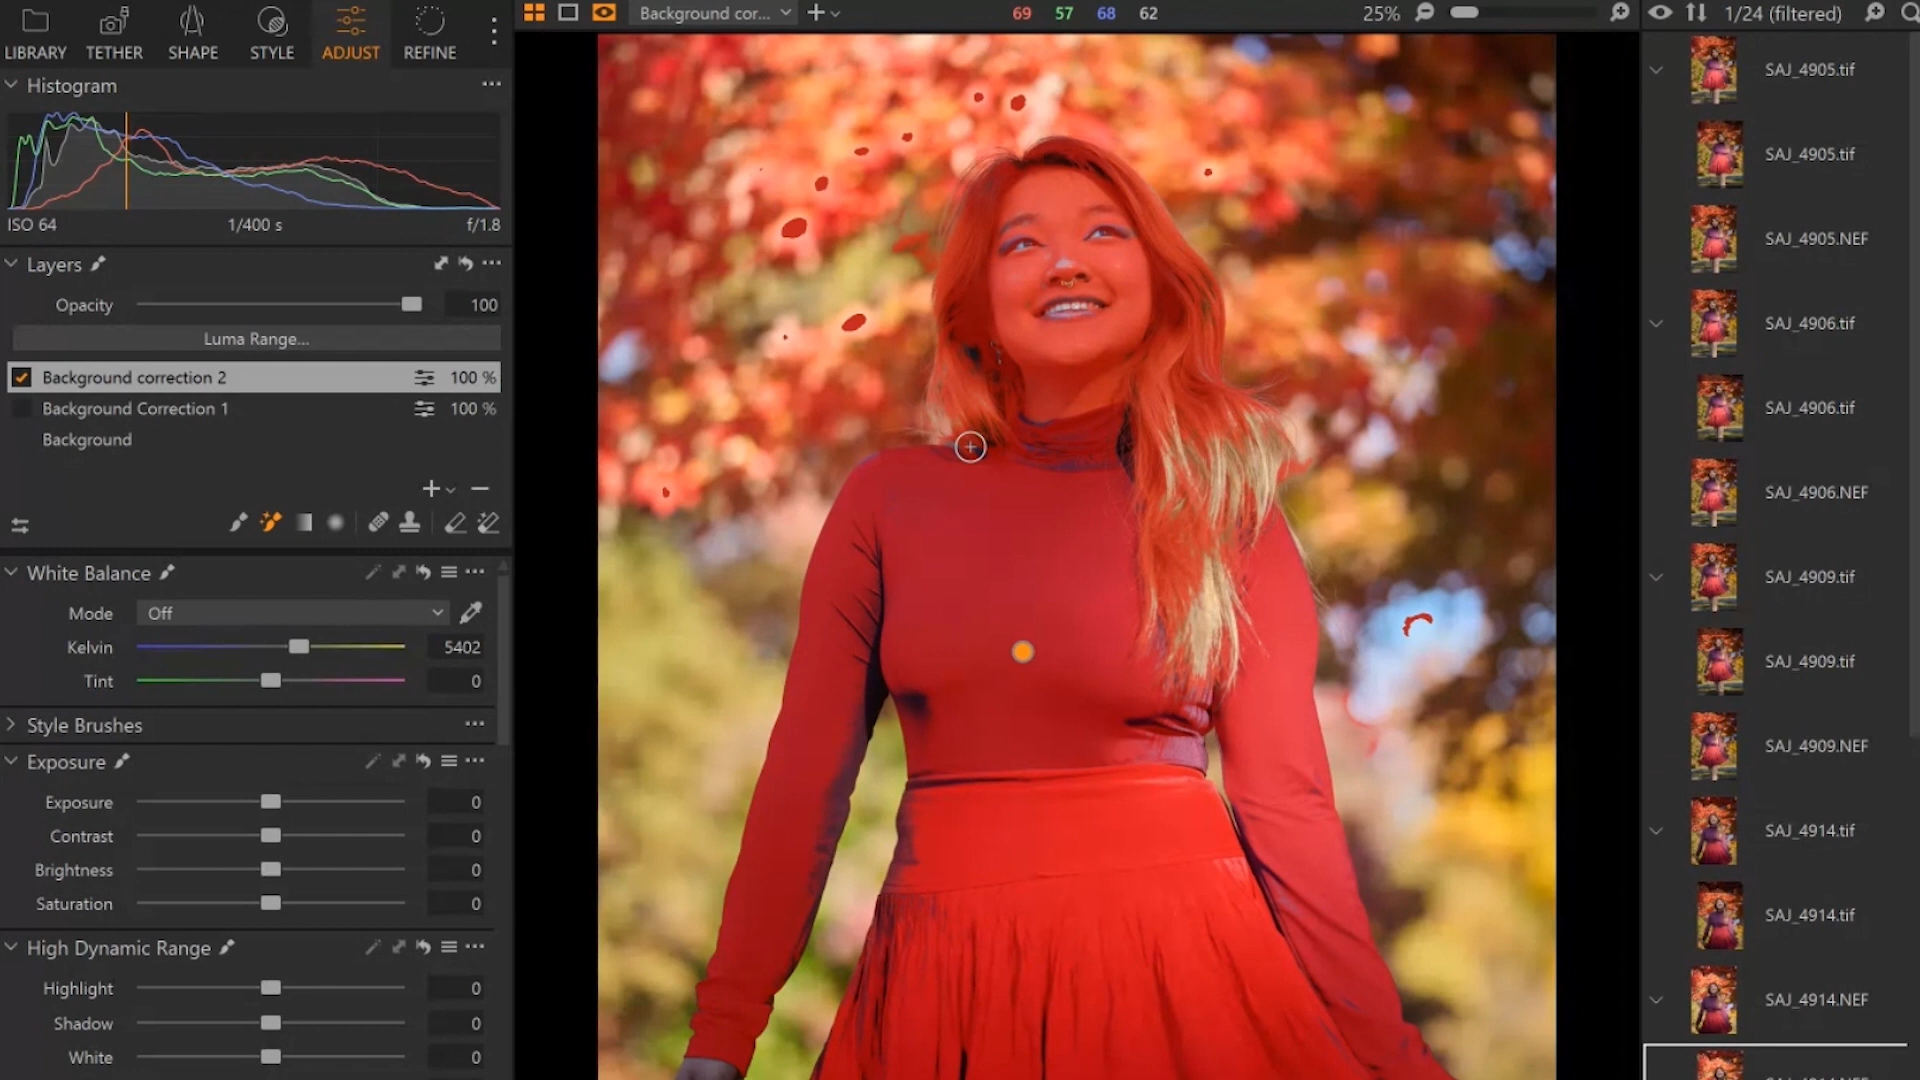 LIBRARY TETHER SHAPE STYLE ADJUST REFINE
Background cor... 69 57 68 62 25% 1/24 (filtered)
Histogram
ISO 64 1/400 s f/1.8
Layers
Opacity 100
Luma Range...
Background correction 2 100 %
Background Correction 1 100 %
Background
White Balance
Mode Off
Kelvin 5402
Tint 0
Style Brushes
Exposure
Exposure 0
Contrast 0
Brightness 0
Saturation 0
High Dynamic Range
Highlight 0
Shadow 0
White 0
SAJ_4905.tif
SAJ_4905.tif
SAJ_4905.NEF
SAJ_4906.tif
SAJ_4906.tif
SAJ_4906.NEF
SAJ_4909.tif
SAJ_4909.tif
SAJ_4909.NEF
SAJ_4914.tif
SAJ_4914.tif
SAJ_4914.NEF